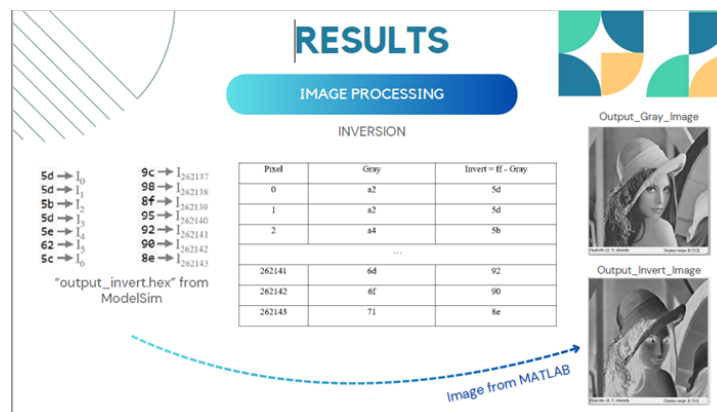 RESULTS
IMAGE PROCESSING
INVERSION
Output_Gray_Image
5d → I0
5d → I1
5b → I2
5d → I3
5e → I4
62 → I5
5c → I6
9c → I262137
98 → I262138
8f → I262139
95 → I262140
92 → I262141
90 → I262142
8e → I262143
"output_invert.hex" from
ModelSim
Pixel Gray Invert = ff - Gray
0 a2 5d
1 a2 5d
2 a4 5b
...
262141 6d 92
262142 6f 90
262143 71 8e
Output_Invert_Image
Image from MATLAB